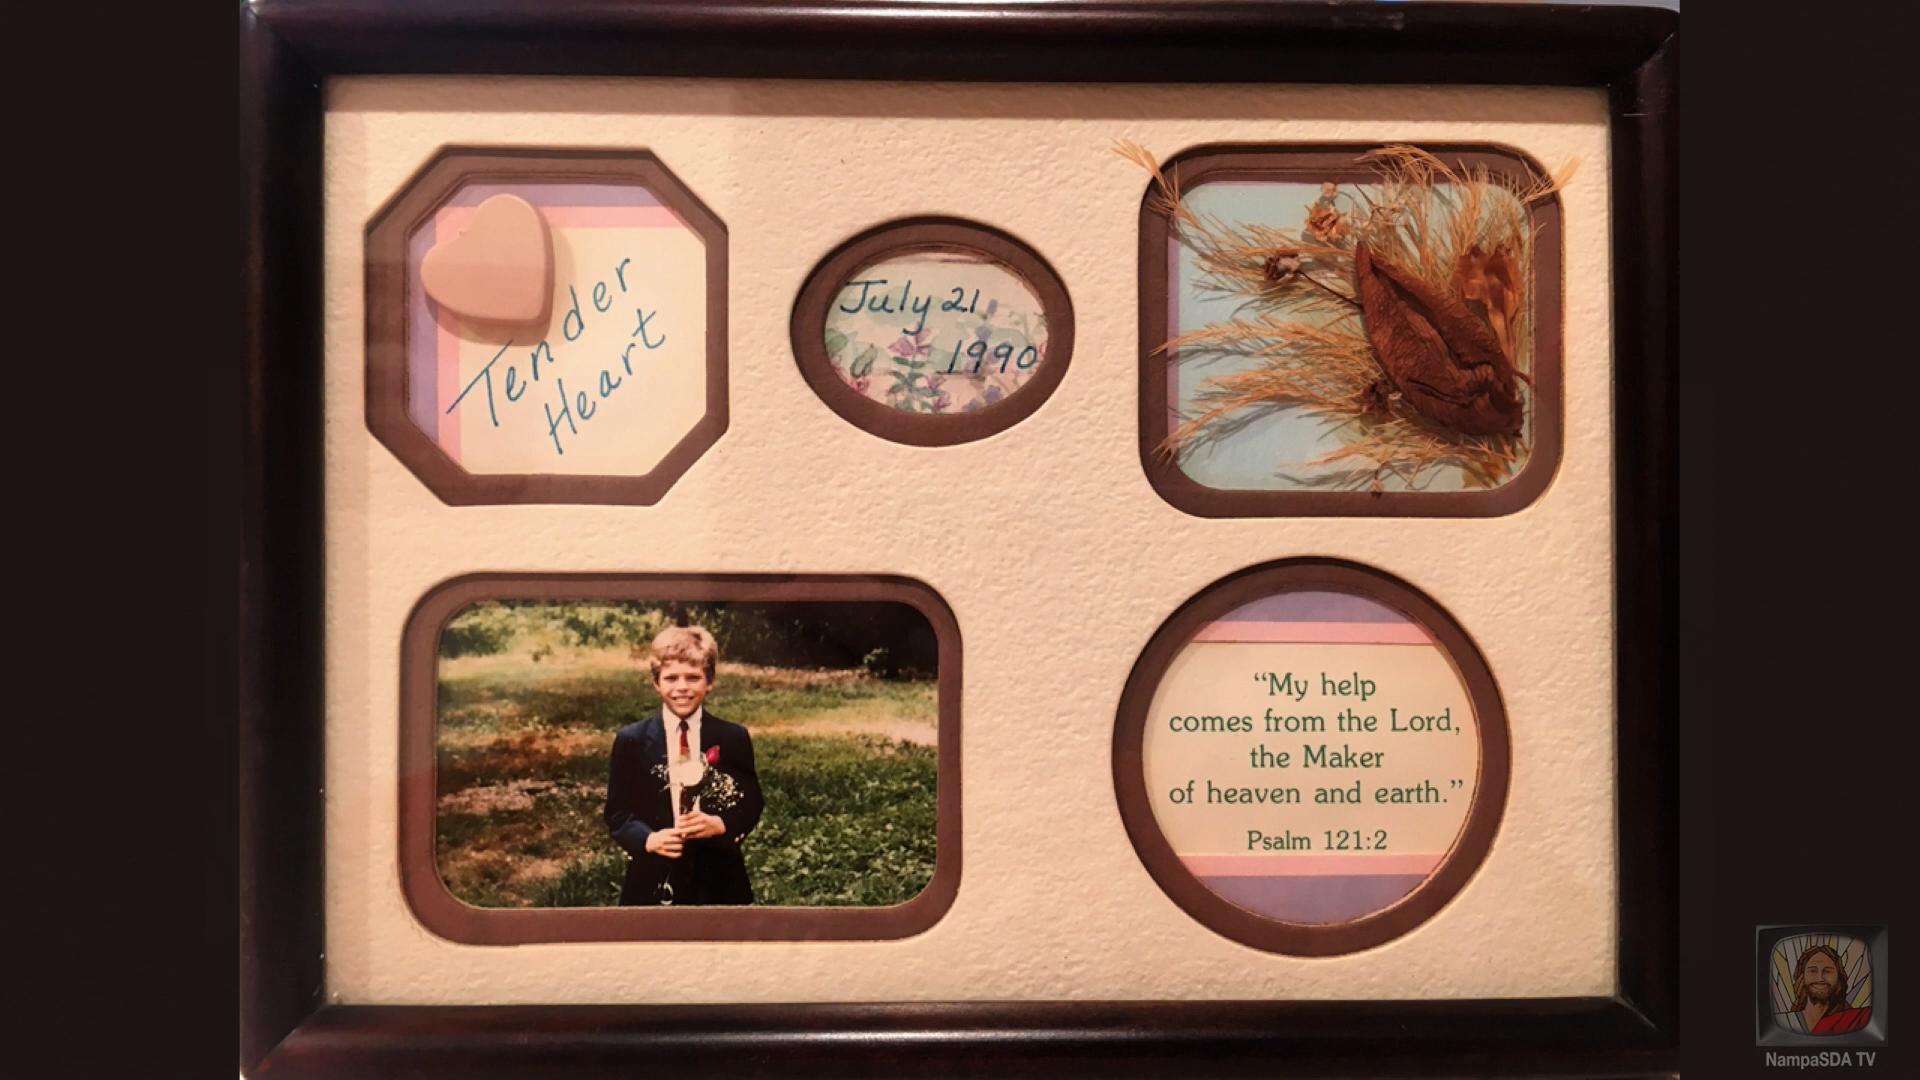 Tender
Heart
July 21
1990
“My help
comes from the Lord,
the Maker
of heaven and earth.”
Psalm 121:2
NampaSDA TV